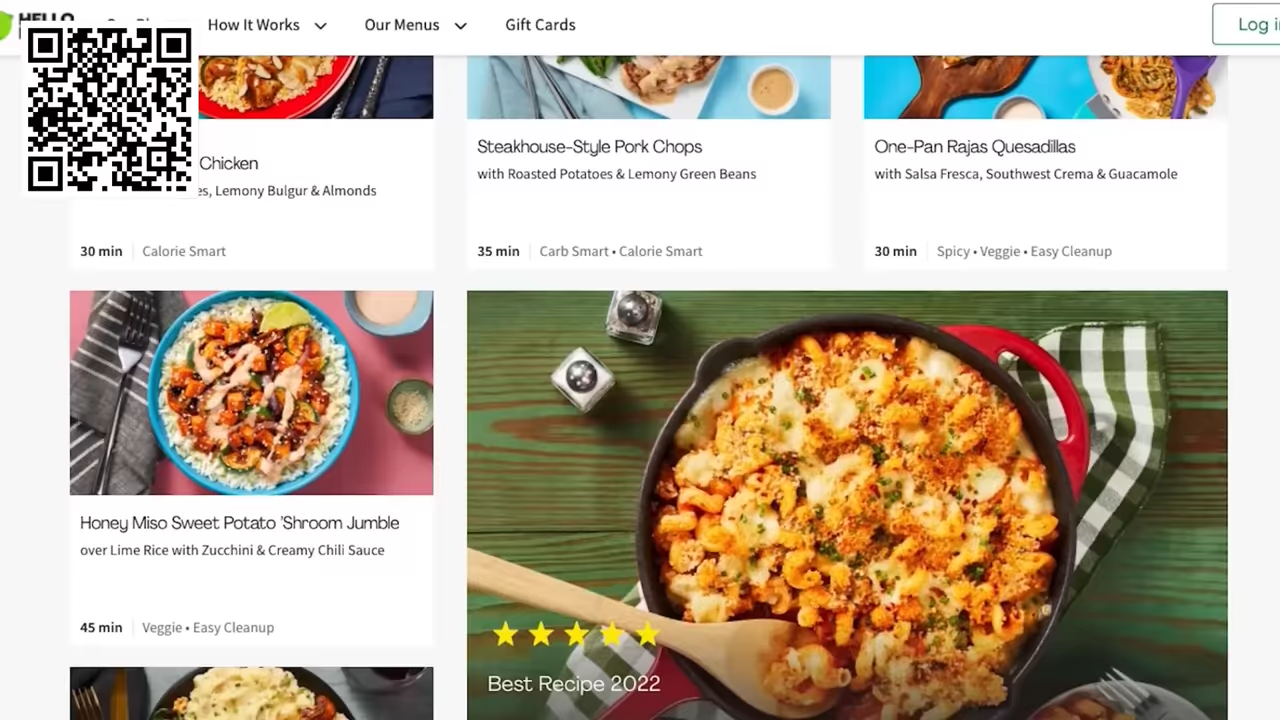 HELLO
How It Works
Our Menus
Gift Cards
Log in
Chicken
es, Lemony Bulgur & Almonds
30 min
Calorie Smart
Steakhouse-Style Pork Chops
with Roasted Potatoes & Lemony Green Beans
35 min
Carb Smart • Calorie Smart
One-Pan Rajas Quesadillas
with Salsa Fresca, Southwest Crema & Guacamole
30 min
Spicy • Veggie • Easy Cleanup
Honey Miso Sweet Potato 'Shroom Jumble
over Lime Rice with Zucchini & Creamy Chili Sauce
45 min
Veggie • Easy Cleanup
Best Recipe 2022